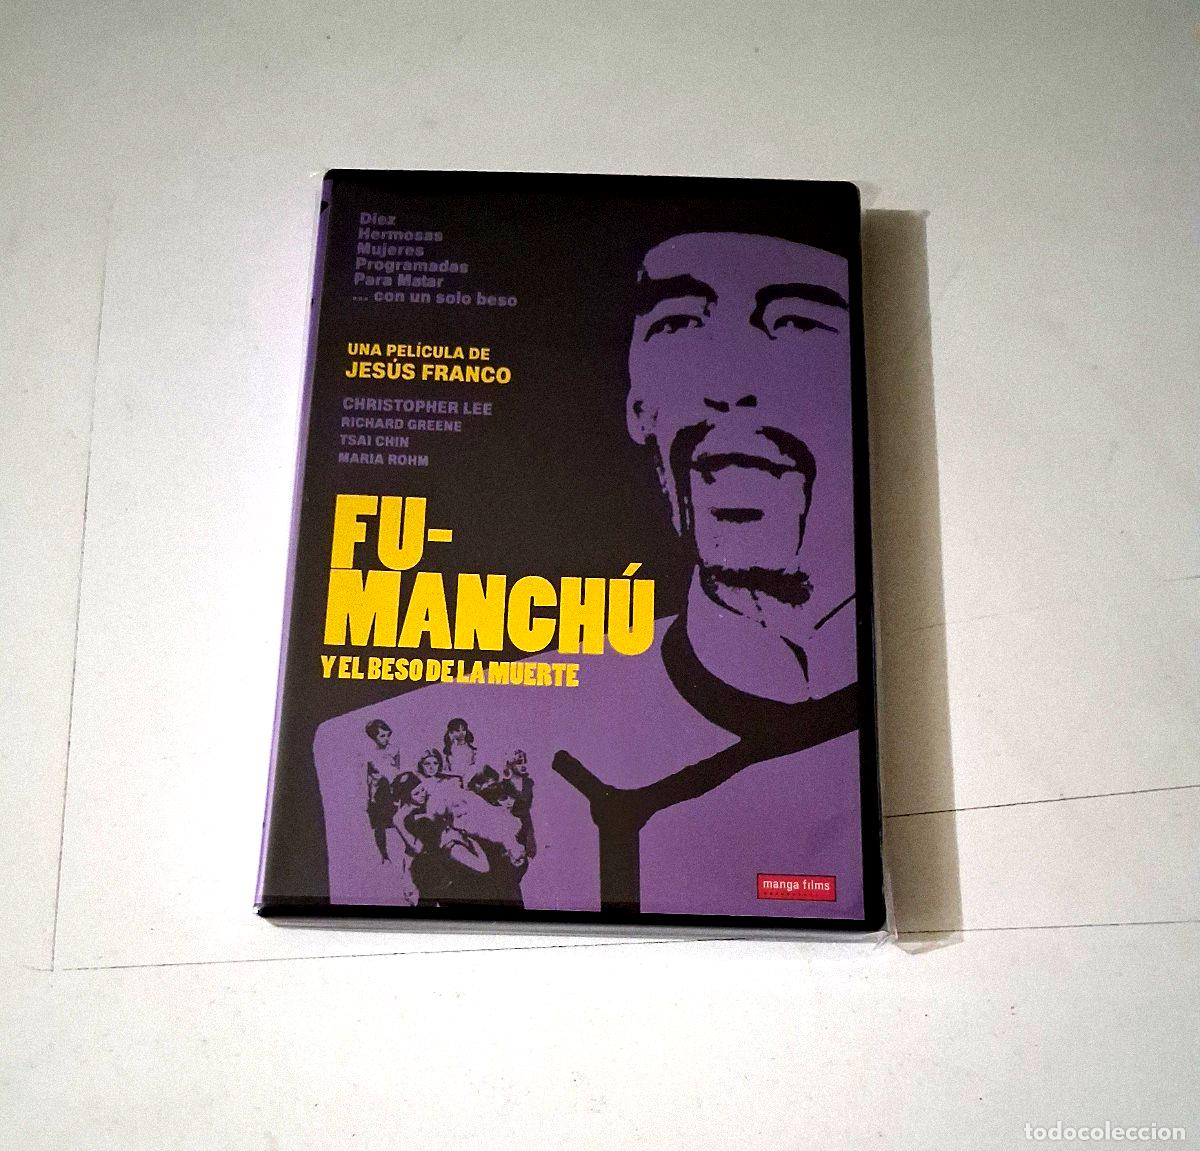 Diez
Hermosas
Mujeres
Programadas
Para Matar
... con un solo beso
UNA PELÍCULA DE
JESÚS FRANCO
CHRISTOPHER LEE
RICHARD GREENE
TSAI CHIN
MARIA ROHM
FU-
MANCHÚ
Y EL BESO DE LA MUERTE
manga films
todocoleccion